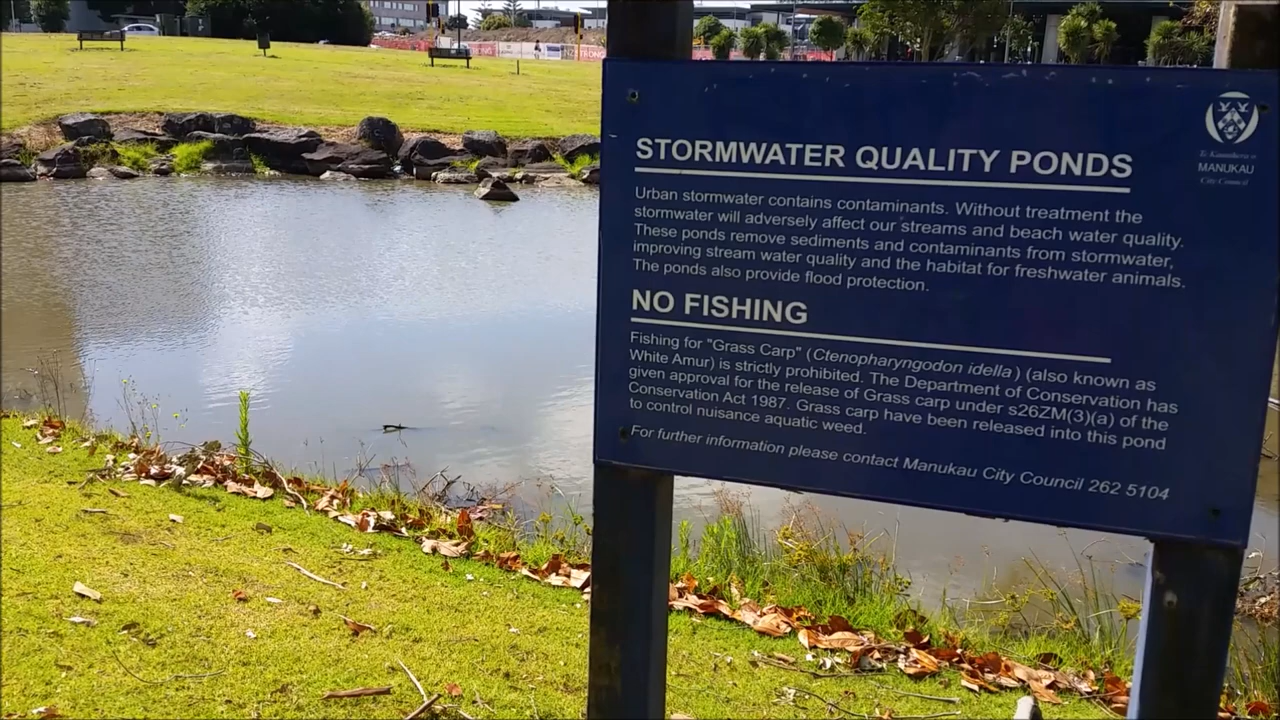 STORMWATER QUALITY PONDS
Te Kaunihera o
MANUKAU
City Council
Urban stormwater contains contaminants. Without treatment the
stormwater will adversely affect our streams and beach water quality.
These ponds remove sediments and contaminants from stormwater,
improving stream water quality and the habitat for freshwater animals.
The ponds also provide flood protection.
NO FISHING
Fishing for "Grass Carp" (Ctenopharyngodon idella) (also known as
White Amur) is strictly prohibited. The Department of Conservation has
given approval for the release of Grass carp under s26ZM(3)(a) of the
Conservation Act 1987. Grass carp have been released into this pond
to control nuisance aquatic weed.
For further information please contact Manukau City Council 262 5104